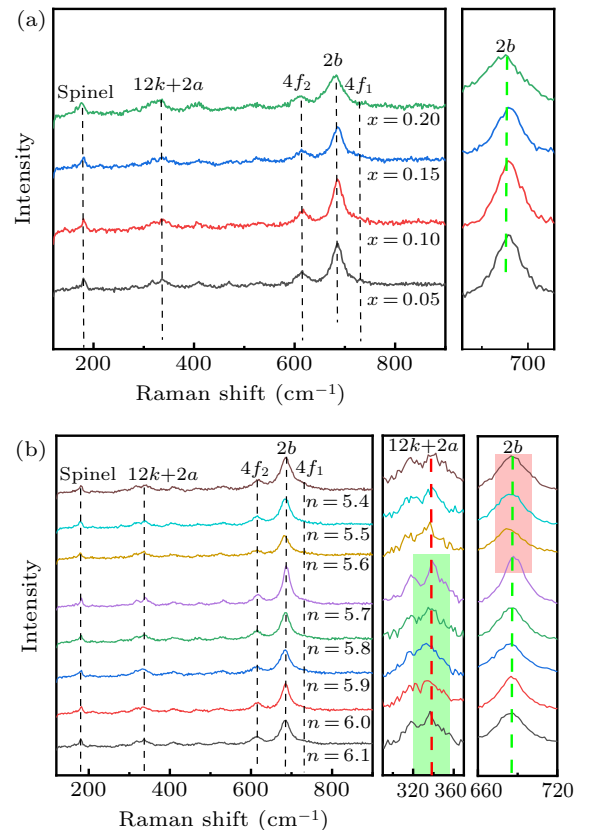 (a)
Spinel
12k+2a
4f₂
2b
4f₁
2b
x = 0.20
x = 0.15
x = 0.10
x = 0.05
Intensity
200 400 600 800
700
Raman shift (cm⁻¹)
(b)
Spinel
12k+2a
4f₂
2b
4f₁
12k+2a
2b
n = 5.4
n = 5.5
n = 5.6
n = 5.7
n = 5.8
n = 5.9
n = 6.0
n = 6.1
Intensity
200 400 600 800
320 360
660 720
Raman shift (cm⁻¹)